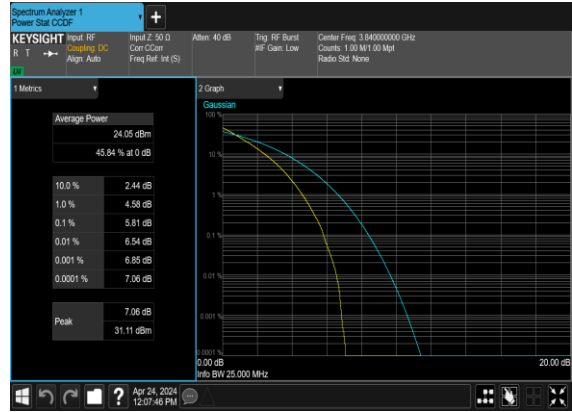 Spectrum Analyzer 1
Power Stat CCDF
KEYSIGHT
R T
LV
Input: RF
Coupling: DC
Align: Auto
Input Z: 50 Ω
Corr CCorr
Freq Ref: Int (S)
Atten: 40 dB
Trig: RF Burst
#IF Gain: Low
Center Freq: 3.840000000 GHz
Counts: 1.00 M/1.00 Mpt
Radio Std: None
1 Metrics
Average Power
24.05 dBm
45.84 % at 0 dB
10.0 % 2.44 dB
1.0 % 4.58 dB
0.1 % 5.81 dB
0.01 % 6.54 dB
0.001 % 6.85 dB
0.0001 % 7.06 dB
Peak
7.06 dB
31.11 dBm
2 Graph
Gaussian
100 %
10 %
1 %
0.1 %
0.01 %
0.001 %
0.0001 %
0.00 dB 20.00 dB
Info BW 25.000 MHz
Apr 24, 2024
12:07:46 PM